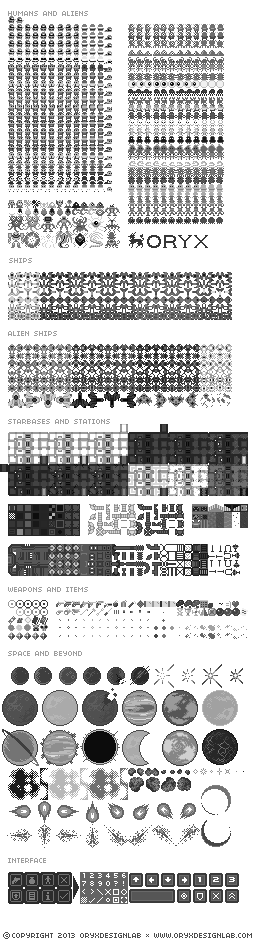 HUMANS AND ALIENS
ORYX
SHIPS
ALIEN SHIPS
STARBASES AND STATIONS
WEAPONS AND ITEMS
SPACE AND BEYOND
INTERFACE
1 2 3 4 5 6
7 8 9 0 ! ?
1 2 3
© COPYRIGHT 2013 ORYXDESIGNLAB × WWW.ORYXDESIGNLAB.COM